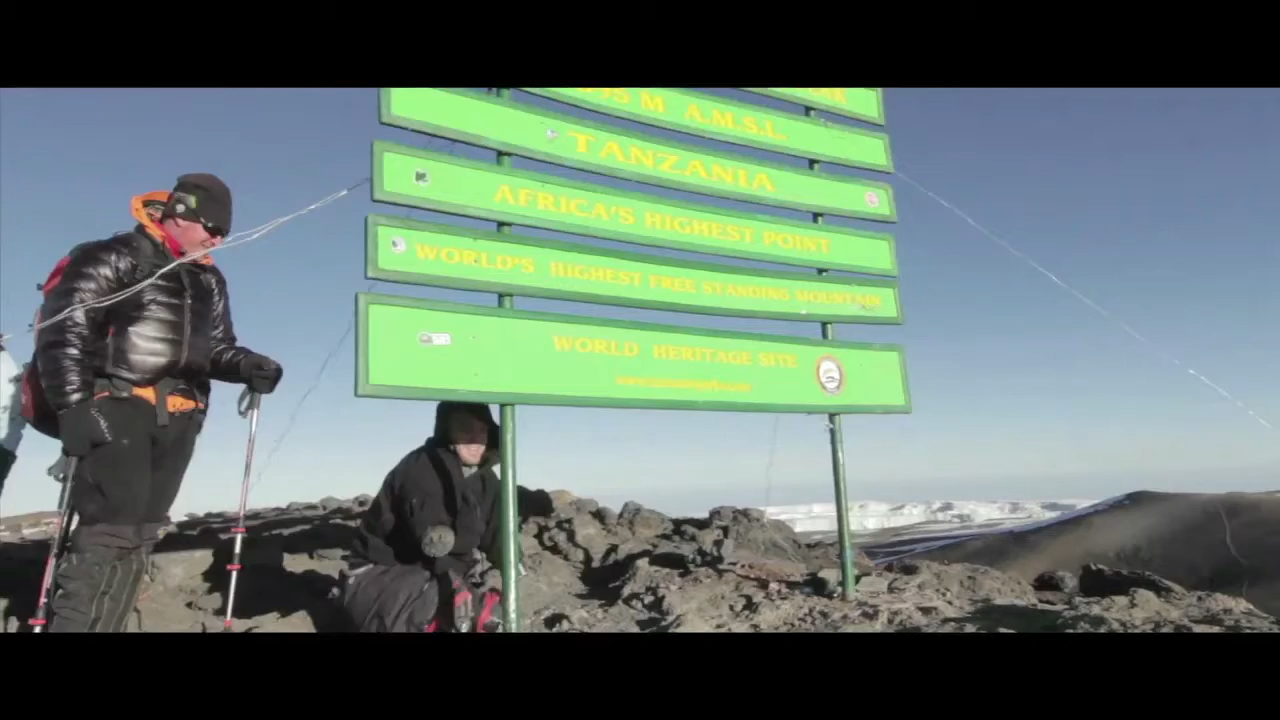 M A.M.S.L.
TANZANIA
AFRICA'S HIGHEST POINT
WORLD'S HIGHEST FREE STANDING MOUNTAIN
WORLD HERITAGE SITE